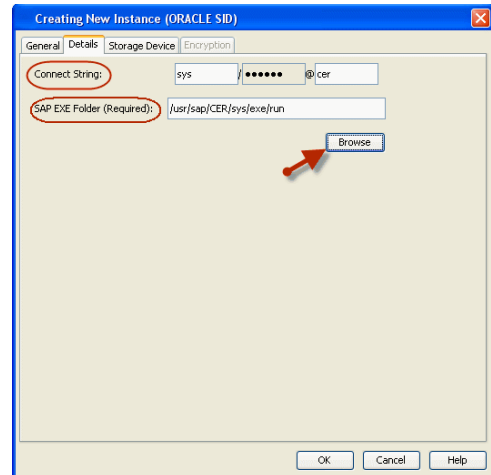 Creating New Instance (ORACLE SID)
General Details Storage Device Encryption
Connect String: sys / ●●●●●● @ cer
SAP EXE Folder (Required): /usr/sap/CER/sys/exe/run
Browse
OK Cancel Help